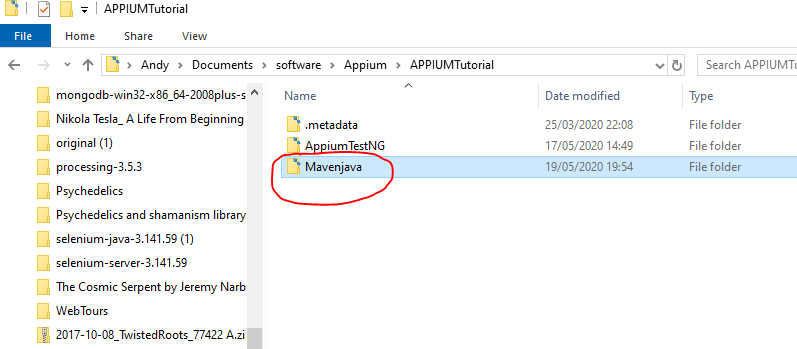 APPIUMTutorial
File Home Share View
Andy Documents software Appium APPIUMTutorial Search APPIUMTu
mongodb-win32-x86_64-2008plus-s
Nikola Tesla_ A Life From Beginning
original (1)
processing-3.5.3
Psychedelics
Psychedelics and shamanism library
selenium-java-3.141.59 (1)
selenium-server-3.141.59
The Cosmic Serpent by Jeremy Narb
WebTours
2017-10-08_TwistedRoots_77422 A.zi
Name Date modified Type
.metadata 25/03/2020 22:08 File folder
AppiumTestNG 17/05/2020 14:49 File folder
Mavenjava 19/05/2020 19:54 File folder